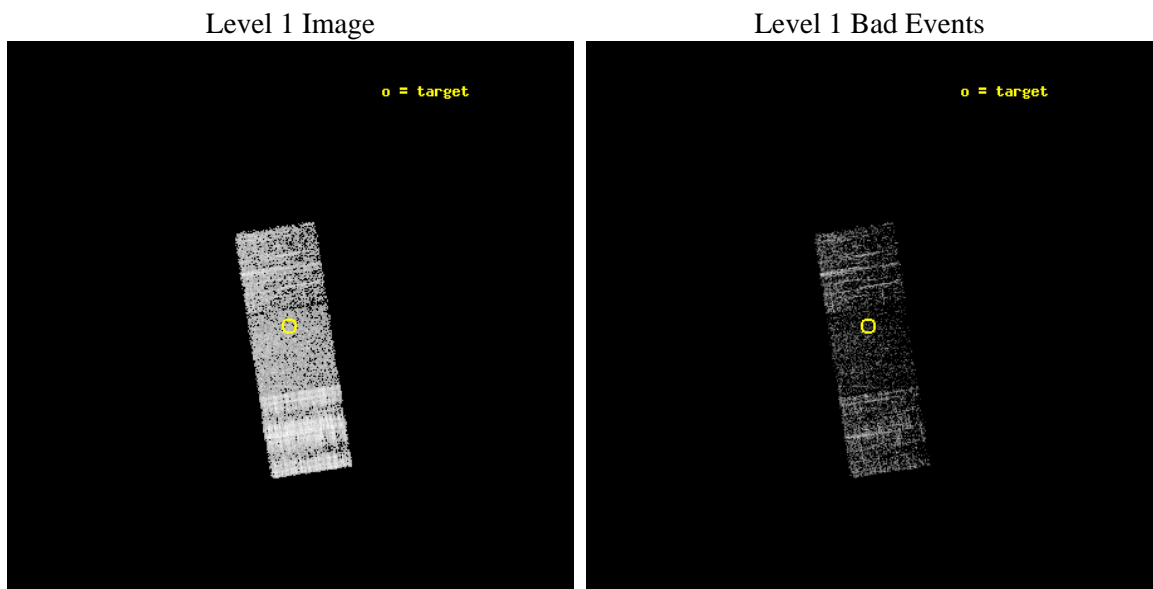 Level 1 Image
Level 1 Bad Events
o = target
o = target